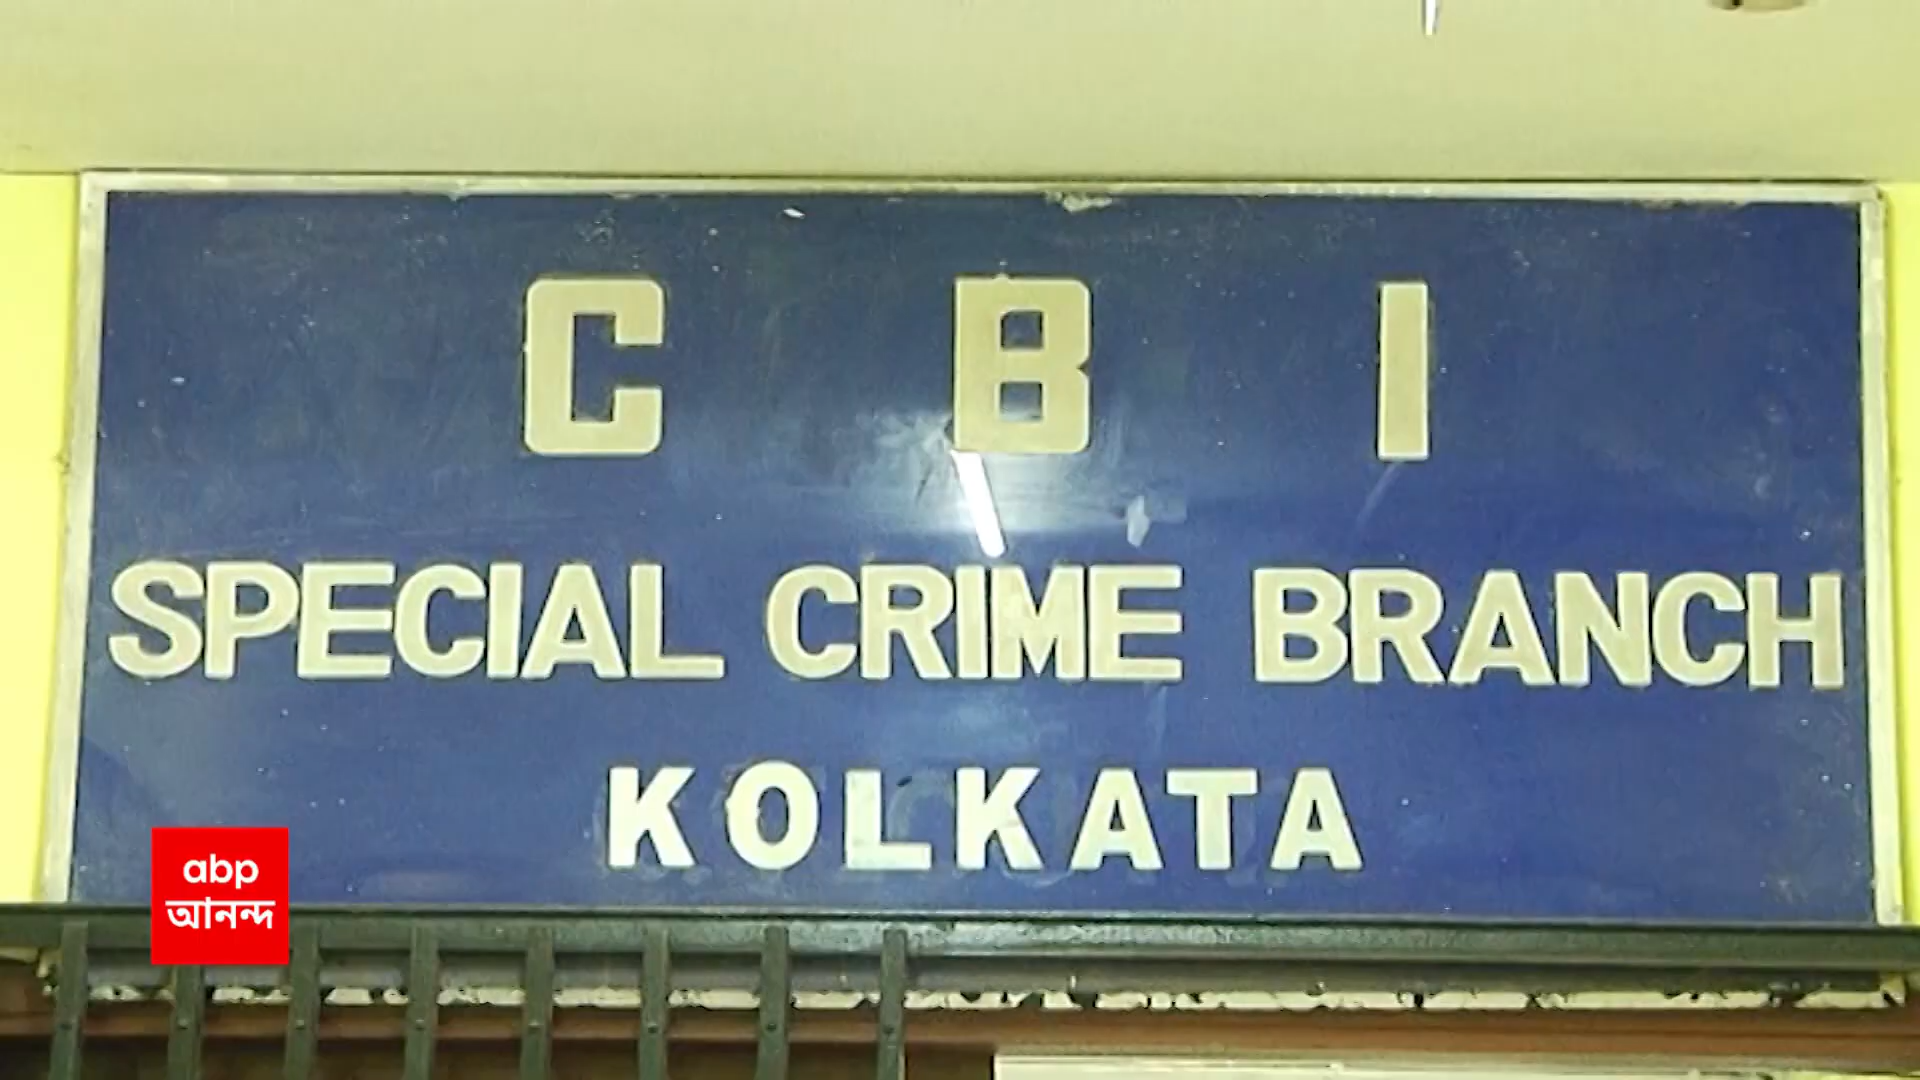 C B I
SPECIAL CRIME BRANCH
KOLKATA
abp
আনন্দ